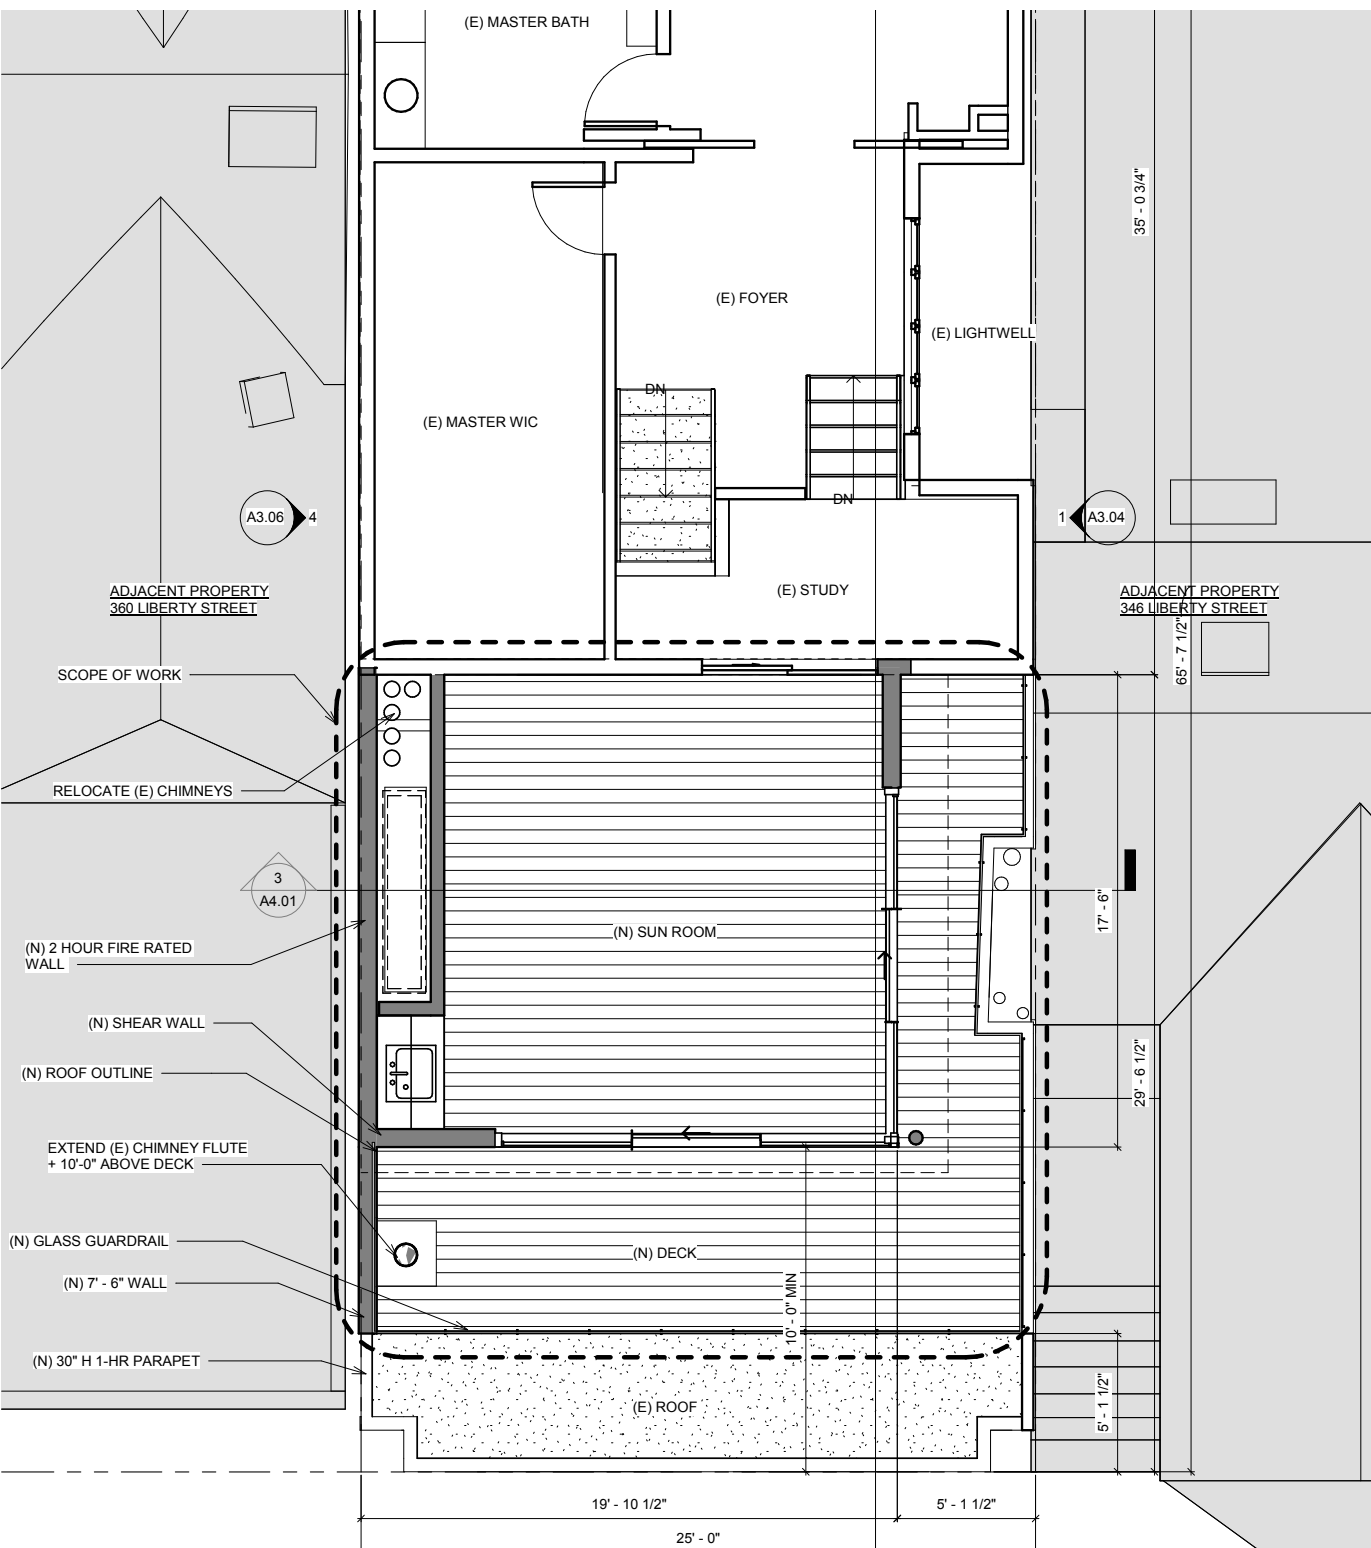 (E) MASTER BATH
35' - 0 3/4"
(E) FOYER
(E) LIGHTWELL
DN
(E) MASTER WIC
DN
A3.06
4
1
A3.04
ADJACENT PROPERTY
360 LIBERTY STREET
(E) STUDY
ADJACENT PROPERTY
346 LIBERTY STREET
65' - 7 1/2"
SCOPE OF WORK
RELOCATE (E) CHIMNEYS
3
A4.01
17' - 6"
(N) 2 HOUR FIRE RATED
WALL
(N) SUN ROOM
(N) SHEAR WALL
(N) ROOF OUTLINE
29' - 6 1/2"
EXTEND (E) CHIMNEY FLUTE
+ 10'-0" ABOVE DECK
(N) GLASS GUARDRAIL
(N) DECK
(N) 7' - 6" WALL
10' - 0" MIN
(N) 30" H 1-HR PARAPET
(E) ROOF
5' - 1 1/2"
19' - 10 1/2"
5' - 1 1/2"
25' - 0"